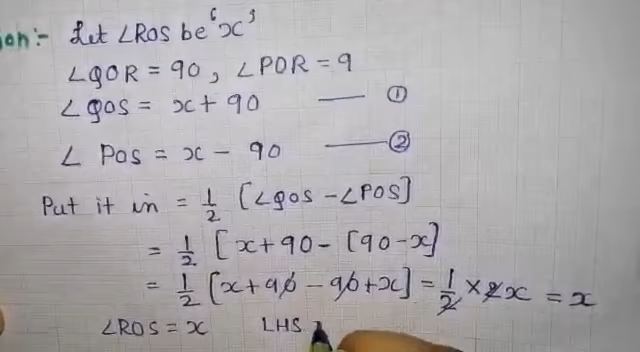 on:- Let ∠ROS be 'x'
∠QOR = 90, ∠POR = 9
∠QOS = x + 90 —— ①
∠ POS = x - 90 —— ②
Put it in = 1/2 [∠QOS - ∠POS]
= 1/2 [x + 90 - [90 - x]
= 1/2 [x + 90 - 90 + x] = 1/2 × 2x = x
∠ROS = x LHS